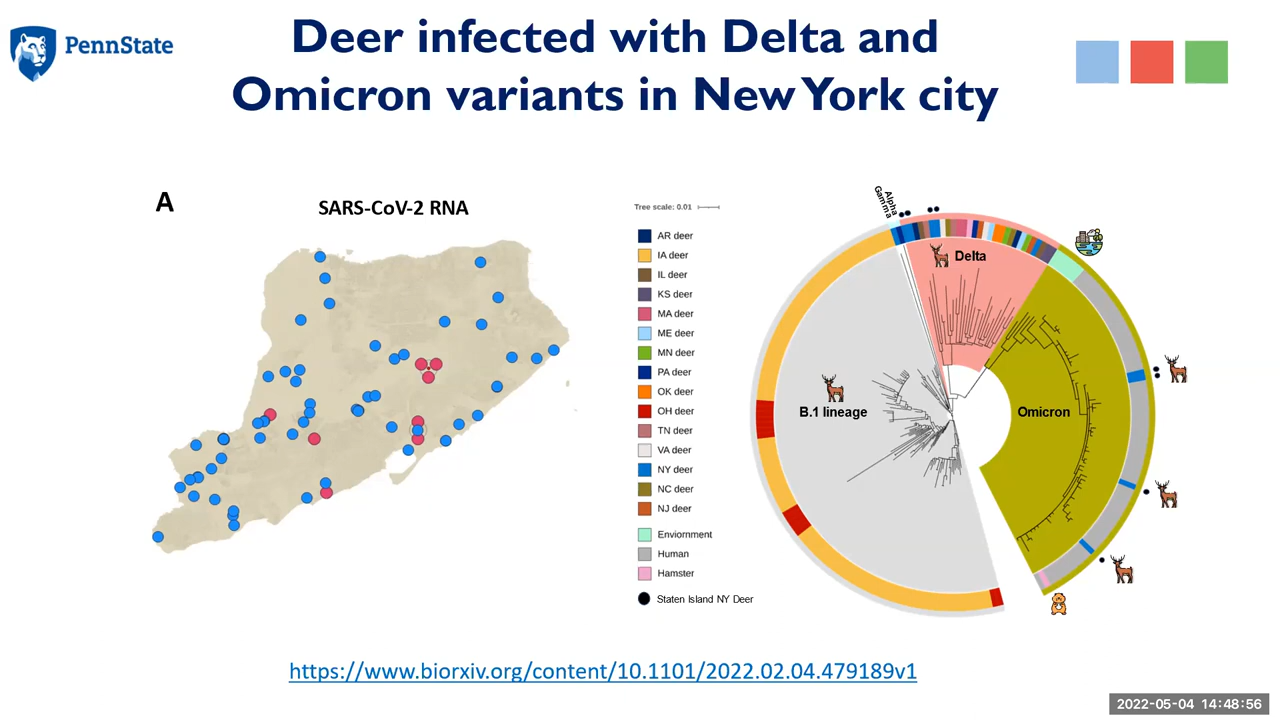 PennState
Deer infected with Delta and
Omicron variants in New York city
A
SARS-CoV-2 RNA
Tree scale: 0.01
AR deer
IA deer
IL deer
KS deer
MA deer
ME deer
MN deer
PA deer
OK deer
OH deer
TN deer
VA deer
NY deer
NC deer
NJ deer
Enviornment
Human
Hamster
Staten Island NY Deer
Alpha
Gamma
Delta
B.1 lineage
Omicron
https://www.biorxiv.org/content/10.1101/2022.02.04.479189v1
2022-05-04 14:48:56